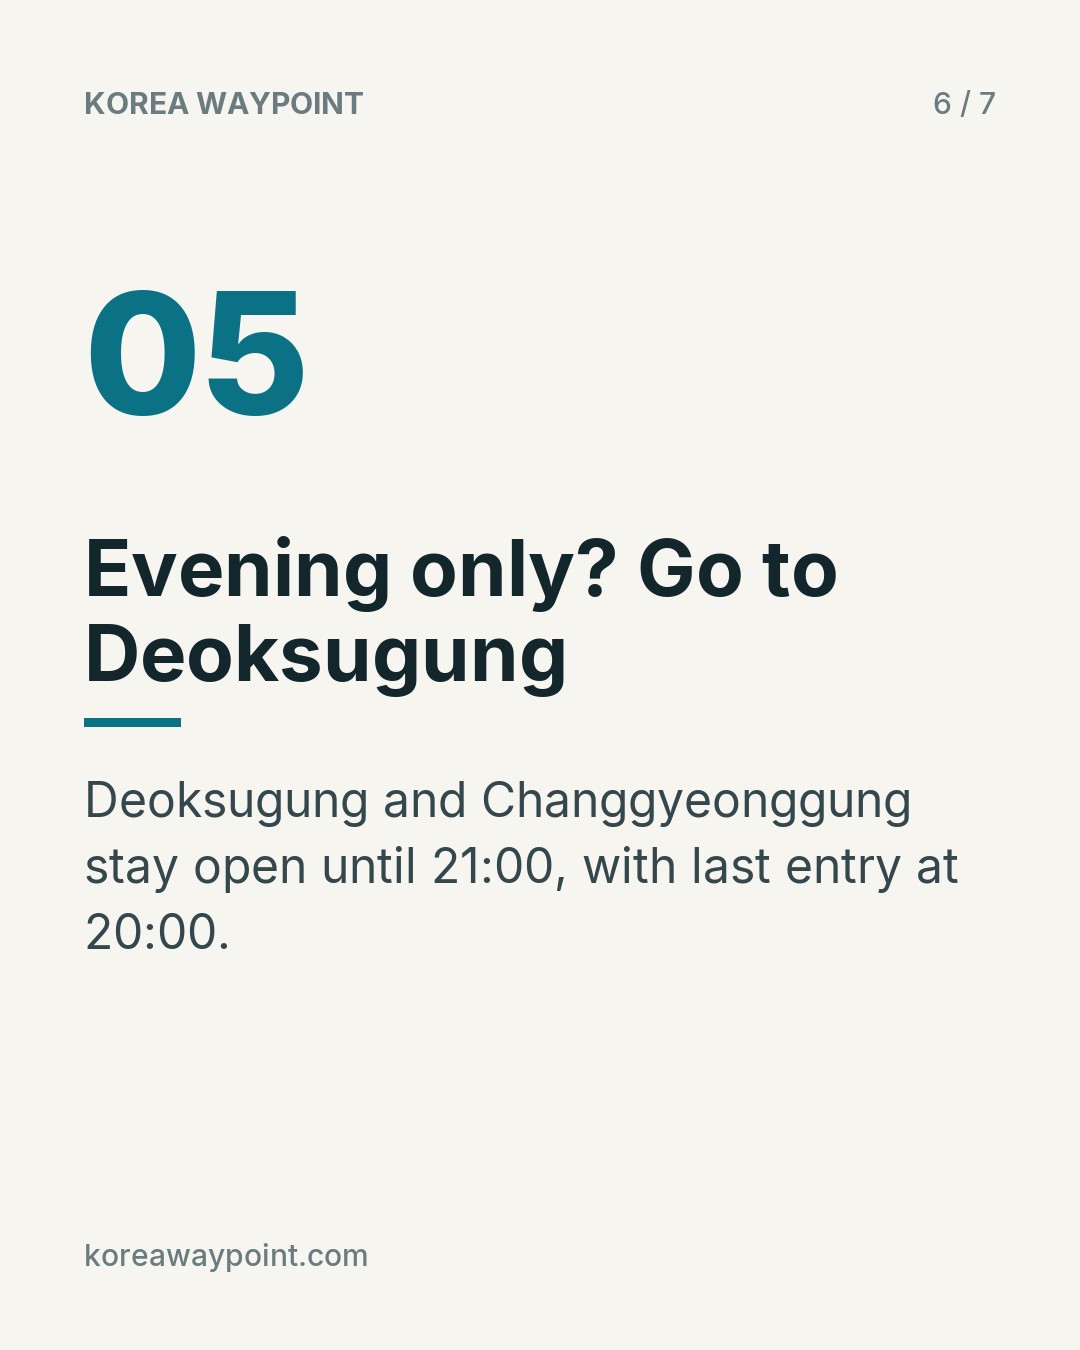 KOREA WAYPOINT
6 / 7
05
Evening only? Go to
Deoksugung
Deoksugung and Changgyeonggung
stay open until 21:00, with last entry at
20:00.
koreawaypoint.com